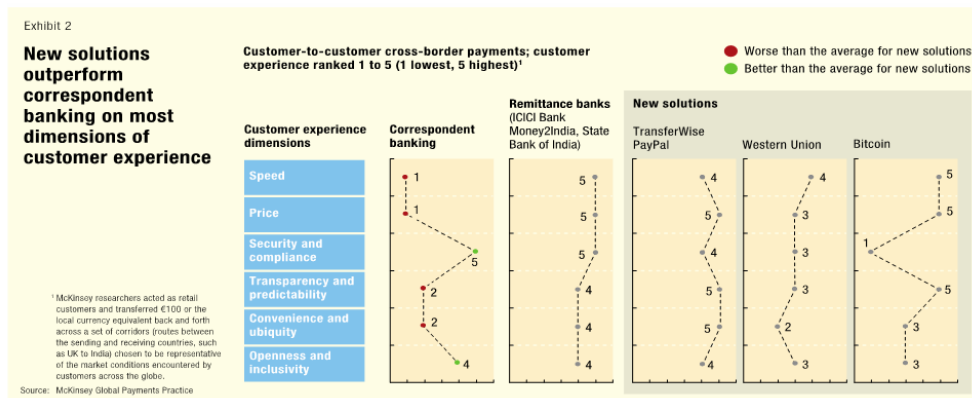 Exhibit 2
New solutions
outperform
correspondent
banking on most
dimensions of
customer experience
Customer-to-customer cross-border payments; customer
experience ranked 1 to 5 (1 lowest, 5 highest)¹
Worse than the average for new solutions
Better than the average for new solutions
Customer experience
dimensions
Correspondent
banking
Remittance banks
(ICICI Bank
Money2India, State
Bank of India)
New solutions
TransferWise
PayPal
Western Union
Bitcoin
Speed
1
5
4
4
5
Price
1
5
5
3
5
Security and
compliance
5
5
4
3
1
Transparency and
predictability
2
4
5
3
5
Convenience and
ubiquity
2
4
5
2
3
Openness and
inclusivity
4
4
4
3
3
¹ McKinsey researchers acted as retail
customers and transferred €100 or the
local currency equivalent back and forth
across a set of corridors (routes between
the sending and receiving countries, such
as UK to India) chosen to be representative
of the market conditions encountered by
customers across the globe.
Source: McKinsey Global Payments Practice